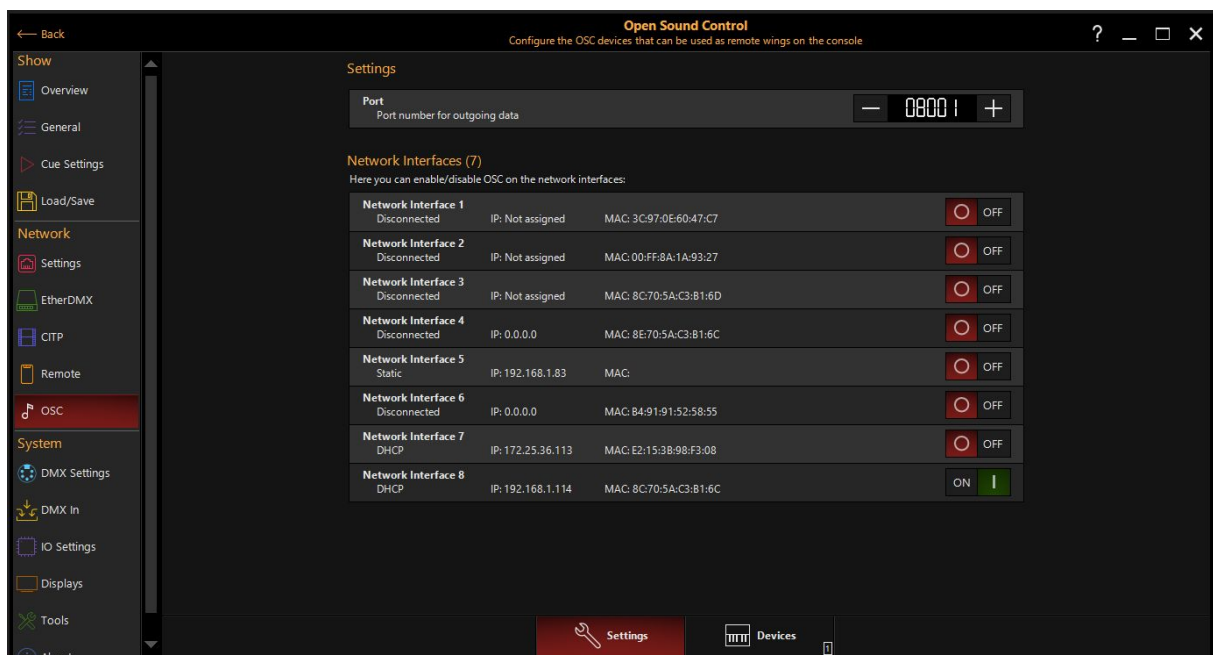 ← Back
Open Sound Control
Configure the OSC devices that can be used as remote wings on the console
?
Show
Overview
General
Cue Settings
Load/Save
Network
Settings
EtherDMX
CITP
Remote
OSC
System
DMX Settings
DMX In
IO Settings
Displays
Tools
Settings
Port
Port number for outgoing data
— 08001 +
Network Interfaces (7)
Here you can enable/disable OSC on the network interfaces:
Network Interface 1
Disconnected IP: Not assigned MAC: 3C:97:0E:60:47:C7 OFF
Network Interface 2
Disconnected IP: Not assigned MAC: 00:FF:8A:1A:93:27 OFF
Network Interface 3
Disconnected IP: Not assigned MAC: 8C:70:5A:C3:B1:6D OFF
Network Interface 4
Disconnected IP: 0.0.0.0 MAC: 8E:70:5A:C3:B1:6C OFF
Network Interface 5
Static IP: 192.168.1.83 MAC: OFF
Network Interface 6
Disconnected IP: 0.0.0.0 MAC: B4:91:91:52:58:55 OFF
Network Interface 7
DHCP IP: 172.25.36.113 MAC: E2:15:3B:98:F3:08 OFF
Network Interface 8
DHCP IP: 192.168.1.114 MAC: 8C:70:5A:C3:B1:6C ON
Settings
Devices
1